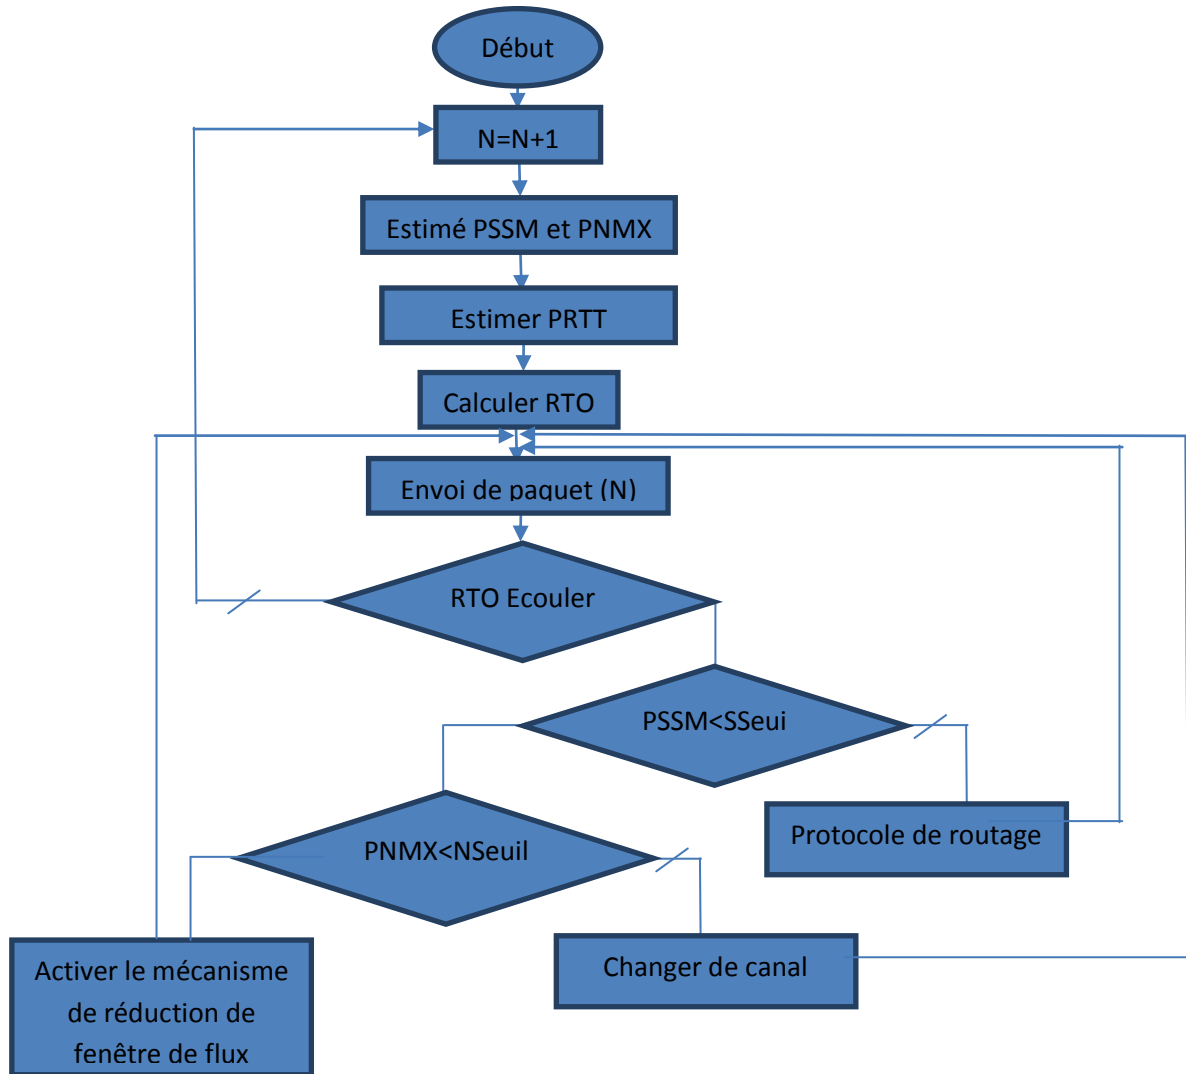 Début
N=N+1
Estimé PSSM et PNMX
Estimer PRTT
Calculer RTO
Envoi de paquet (N)
RTO Ecouler
PSSM<SSeui
PNMX<NSeuil
Protocole de routage
Changer de canal
Activer le mécanisme
de réduction de
fenêtre de flux